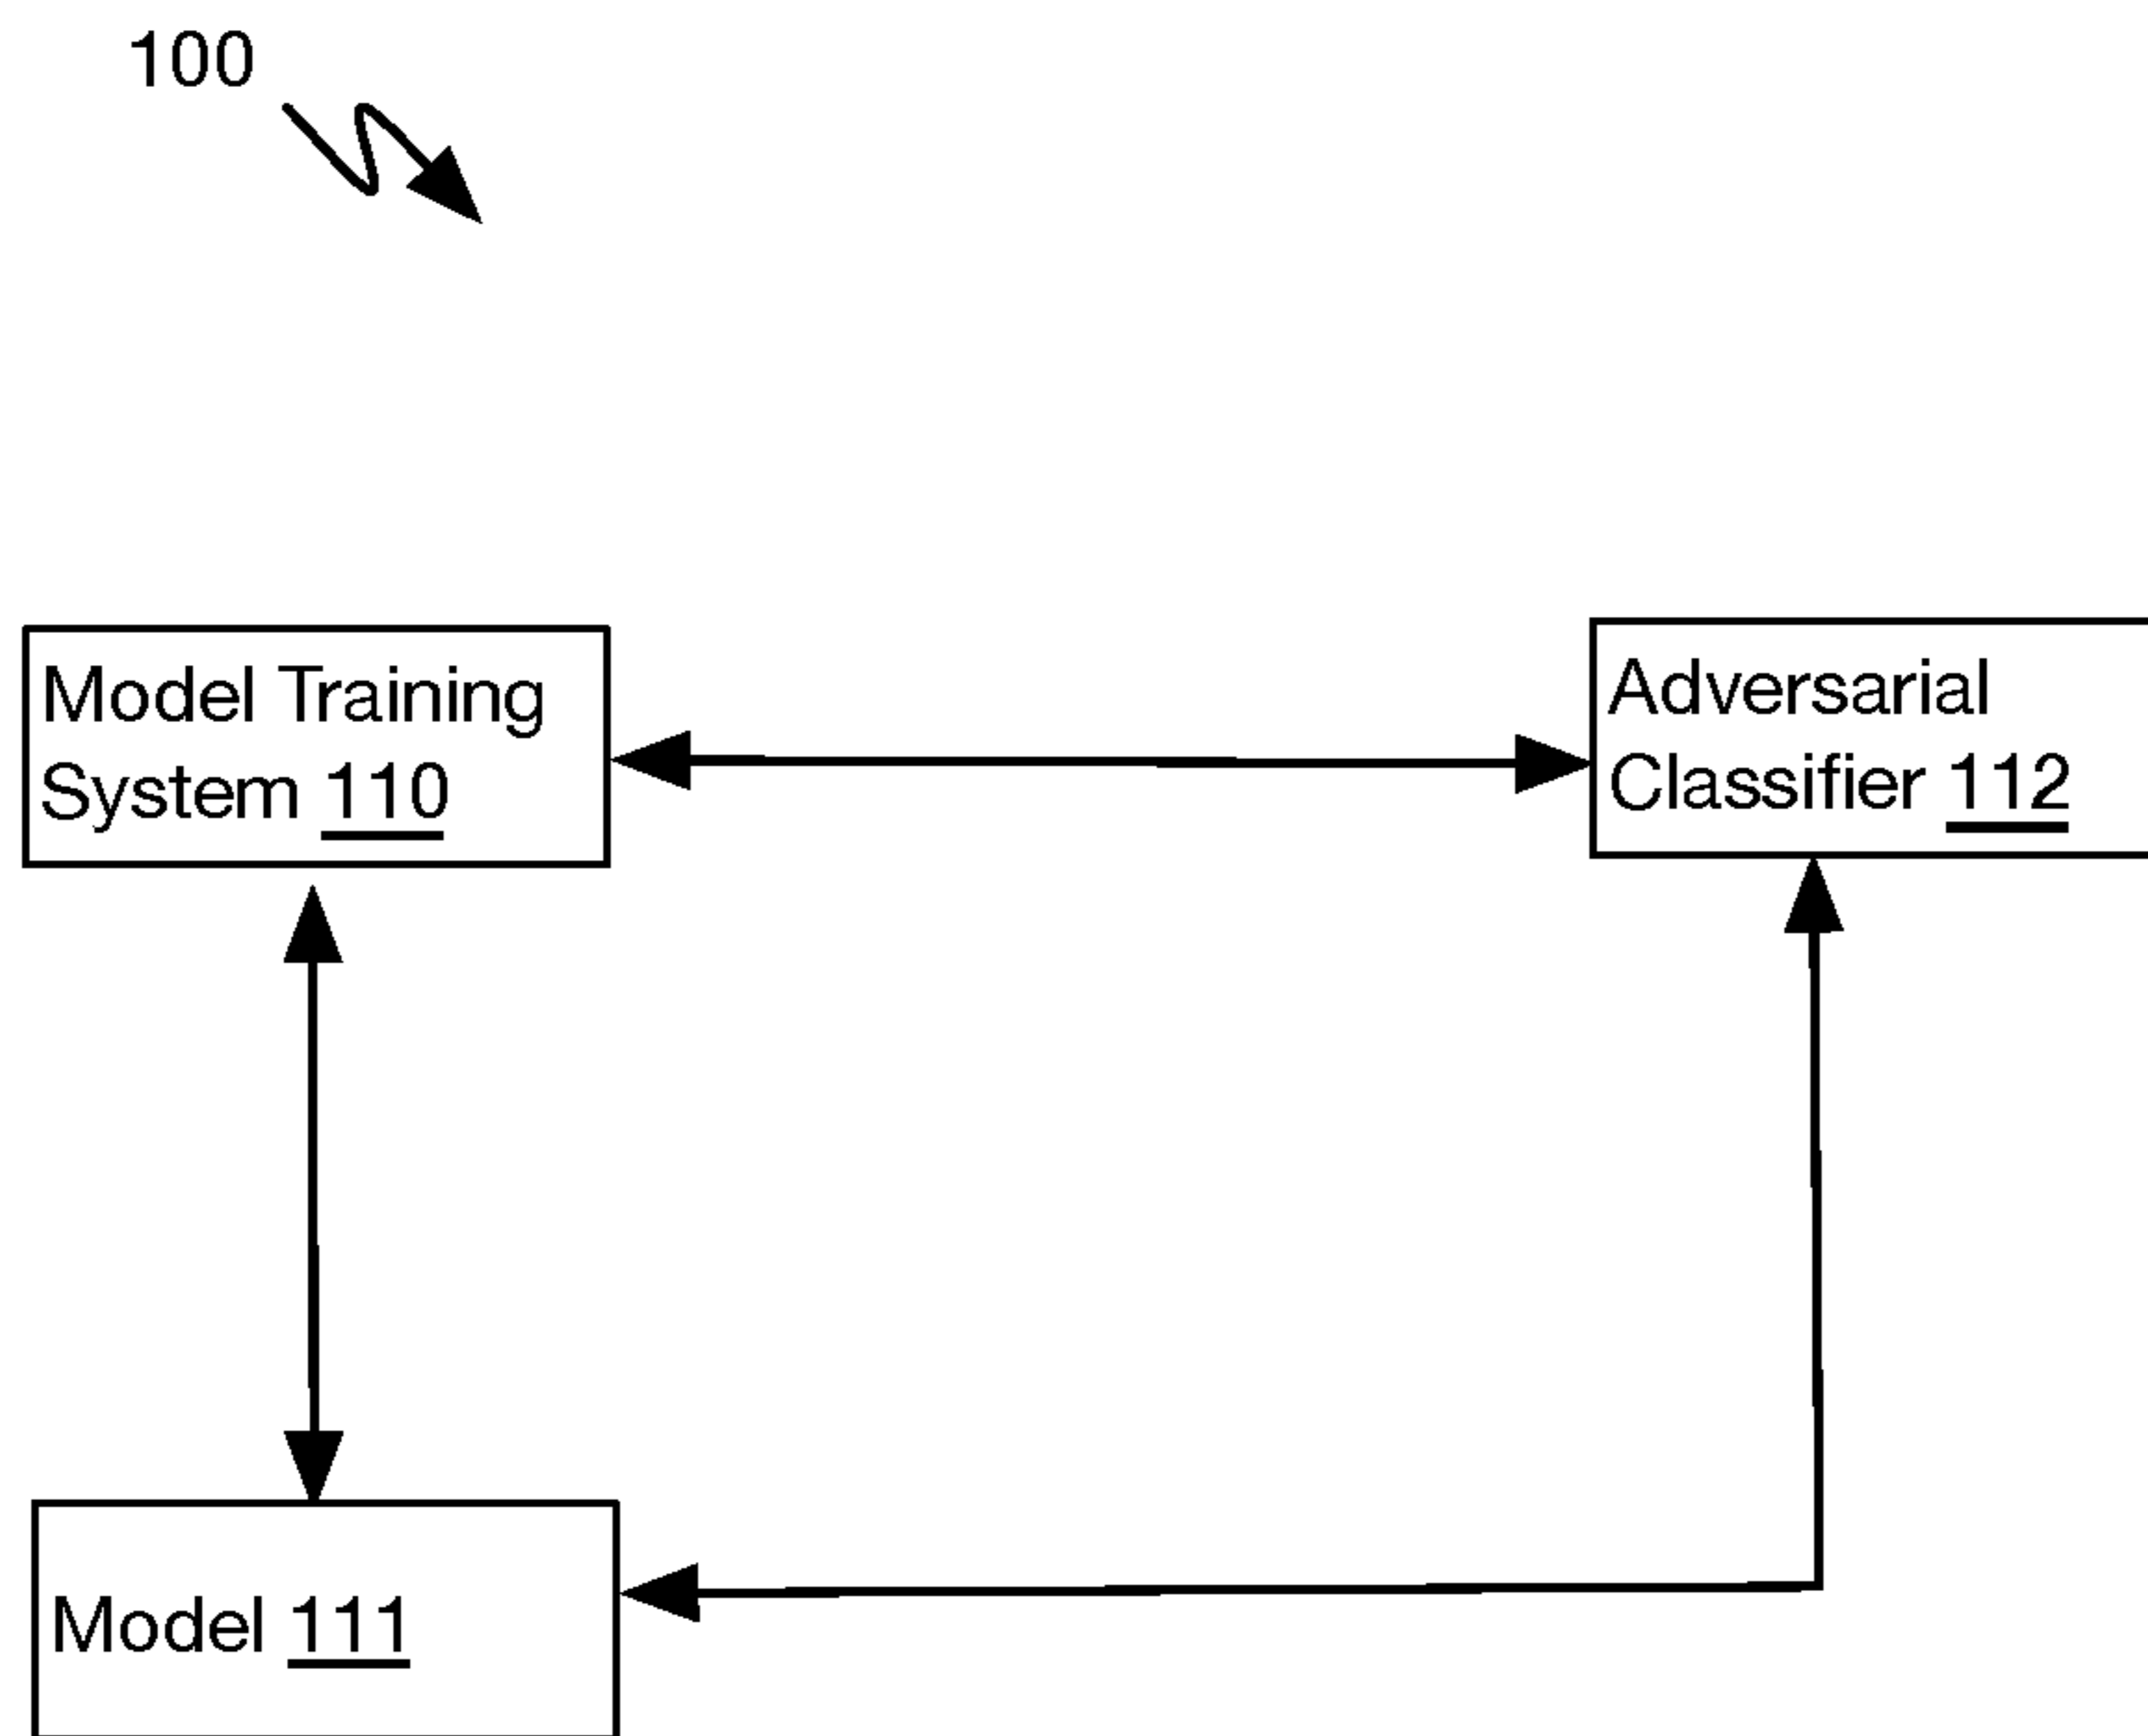 100
Model Training
System 110
Adversarial
Classifier 112
Model 111